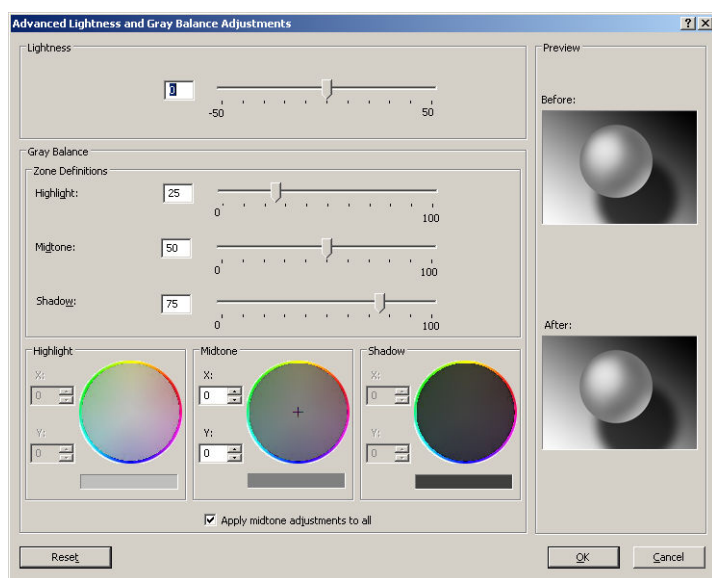 Advanced Lightness and Gray Balance Adjustments
Lightness
0
-50 50
Gray Balance
Zone Definitions
Highlight: 25
0 100
Midtone: 50
0 100
Shadow: 75
0 100
Highlight
X:
0
Y:
0
Midtone
X:
0
Y:
0
Shadow
X:
0
Y:
0
Apply midtone adjustments to all
Preview
Before:
After:
Reset OK Cancel